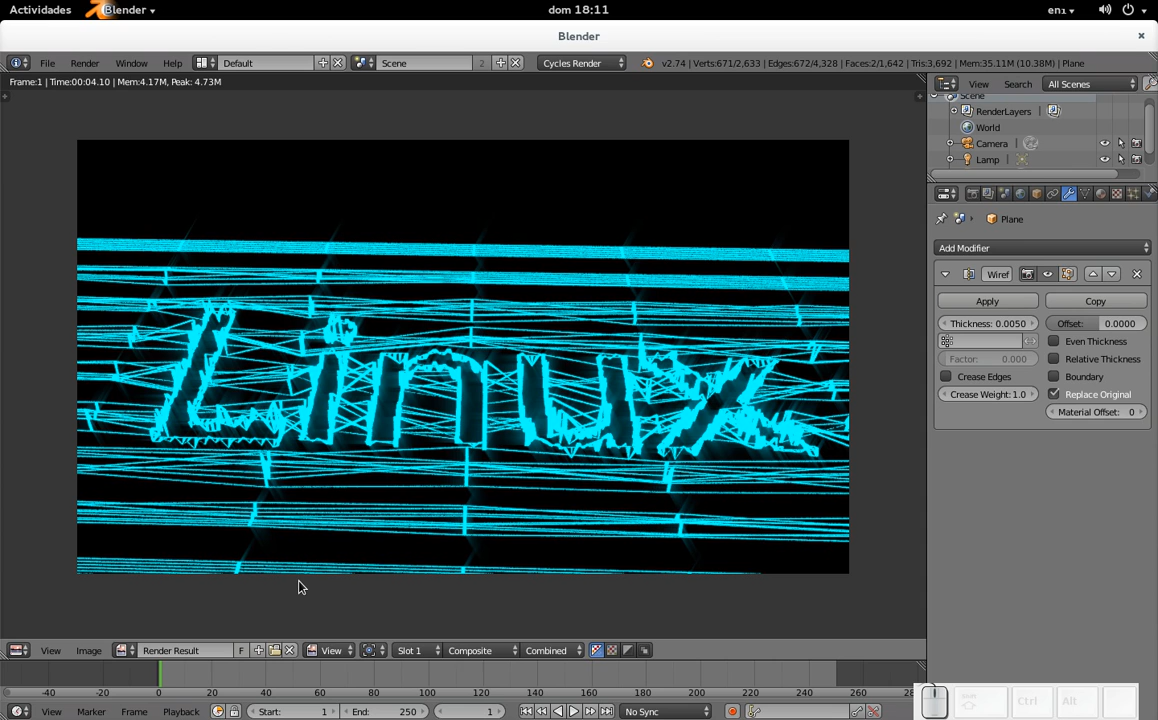 Actividades Blender dom 18:11 en₁
Blender
File Render Window Help Default Scene 2 Cycles Render v2.74 | Verts:671/2,633 | Edges:672/4,328 | Faces:2/1,642 | Tris:3,692 | Mem:35.11M (10.38M) | Plane
Frame:1 | Time:00:04.10 | Mem:4.17M, Peak: 4.73M
View Search All Scenes
Scene
RenderLayers
World
Camera
Lamp
Plane
Add Modifier
Wiref
Apply Copy
Thickness: 0.0050 Offset: 0.0000
Even Thickness
Factor: 0.000 Relative Thickness
Crease Edges Boundary
Crease Weight: 1.0 Replace Original
Material Offset: 0
Linux
View Image Render Result F View Slot 1 Composite Combined
-40 -20 0 20 40 60 80 100 120 140 160 180 200 220 240 260
View Marker Frame Playback Start: 1 End: 250 1 No Sync
Ctrl Alt